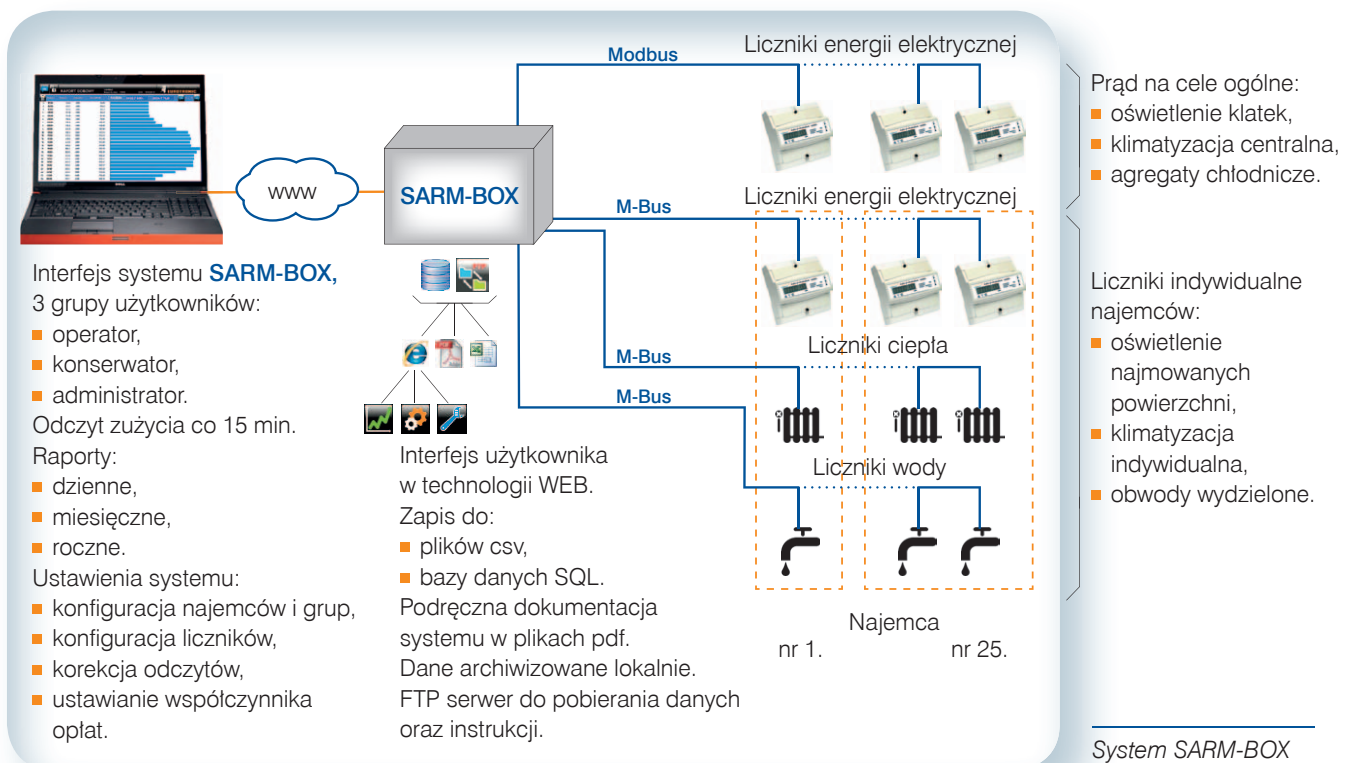 Modbus
Liczniki energii elektrycznej
www
SARM-BOX
M-Bus
Liczniki energii elektrycznej
M-Bus
Liczniki ciepła
M-Bus
Liczniki wody
Najemca
nr 1.
nr 25.
Interfejs systemu SARM-BOX,
3 grupy użytkowników:
operator,
konserwator,
administrator.
Odczyt zużycia co 15 min.
Raporty:
dzienne,
miesięczne,
roczne.
Ustawienia systemu:
konfiguracja najemców i grup,
konfiguracja liczników,
korekcja odczytów,
ustawianie współczynnika
opłat.
Interfejs użytkownika
w technologii WEB.
Zapis do:
plików csv,
bazy danych SQL.
Podręczna dokumentacja
systemu w plikach pdf.
Dane archiwizowane lokalnie.
FTP serwer do pobierania danych
oraz instrukcji.
Prąd na cele ogólne:
oświetlenie klatek,
klimatyzacja centralna,
agregaty chłodnicze.
Liczniki indywidualne
najemców:
oświetlenie
najmowanych
powierzchni,
klimatyzacja
indywidualna,
obwody wydzielone.
System SARM-BOX